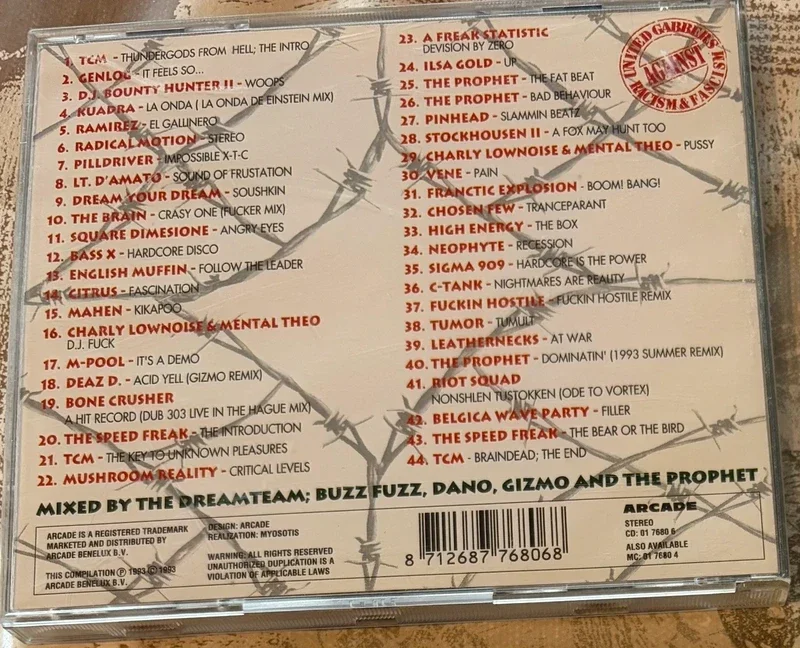 1. TCM - THUNDERGODS FROM HELL; THE INTRO
2. GENLOG - IT FEELS SO...
3. D.J. BOUNTY HUNTER II - WOOPS
4. KUADRA - LA ONDA ( LA ONDA DE EINSTEIN MIX)
5. RAMIREZ - EL GALLINERO
6. RADICAL MOTION - STEREO
7. PILLDRIVER - IMPOSSIBLE X-T-C
8. LT. D'AMATO - SOUND OF FRUSTATION
9. DREAM YOUR DREAM - SOUSHKIN
10. THE BRAIN - CRASY ONE (FUCKER MIX)
11. SQUARE DIMESIONE - ANGRY EYES
12. BASS X - HARDCORE DISCO
13. ENGLISH MUFFIN - FOLLOW THE LEADER
14. CITRUS - FASCINATION
15. MAHEN - KIKAPOO
16. CHARLY LOWNOISE & MENTAL THEO
D.J. FUCK
17. M-POOL - IT'S A DEMO
18. DEAZ D. - ACID YELL (GIZMO REMIX)
19. BONE CRUSHER
A HIT RECORD (DUB 303 LIVE IN THE HAGUE MIX)
20. THE SPEED FREAK - THE INTRODUCTION
21. TCM - THE KEY TO UNKNOWN PLEASURES
22. MUSHROOM REALITY - CRITICAL LEVELS
23. A FREAK STATISTIC
DEVISION BY ZERO
24. ILSA GOLD - UP
25. THE PROPHET - THE FAT BEAT
26. THE PROPHET - BAD BEHAVIOUR
27. PINHEAD - SLAMMIN BEATZ
28. STOCKHOUSEN II - A FOX MAY HUNT TOO
29. CHARLY LOWNOISE & MENTAL THEO - PUSSY
30. VENE - PAIN
31. FRANCTIC EXPLOSION - BOOM! BANG!
32. CHOSEN FEW - TRANCEPARANT
33. HIGH ENERGY - THE BOX
34. NEOPHYTE - RECESSION
35. SIGMA 909 - HARDCORE IS THE POWER
36. C-TANK - NIGHTMARES ARE REALITY
37. FUCKIN HOSTILE - FUCKIN HOSTILE REMIX
38. TUMOR - TUMULT
39. LEATHERNECKS - AT WAR
40. THE PROPHET - DOMINATIN' (1993 SUMMER REMIX)
41. RIOT SQUAD
NONSHLEN TUSTOKKEN (ODE TO VORTEX)
42. BELGICA WAVE PARTY - FILLER
43. THE SPEED FREAK - THE BEAR OR THE BIRD
44. TCM - BRAINDEAD; THE END
UNITED GABBERS
AGAINST
RACISM & FASCISM
MIXED BY THE DREAMTEAM; BUZZ FUZZ, DANO, GIZMO AND THE PROPHET
ARCADE IS A REGISTERED TRADEMARK
MARKETED AND DISTRIBUTED BY
ARCADE BENELUX B.V.
THIS COMPILATION Ⓟ 1993 © 1993
ARCADE BENELUX B.V.
DESIGN: ARCADE
REALIZATION: MYOSOTIS
WARNING: ALL RIGHTS RESERVED
UNAUTHORIZED DUPLICATION IS A
VIOLATION OF APPLICABLE LAWS
8 712687 768068
ARCADE
STEREO
CD: 01 7680 6
ALSO AVAILABLE
MC: 01 7680 4